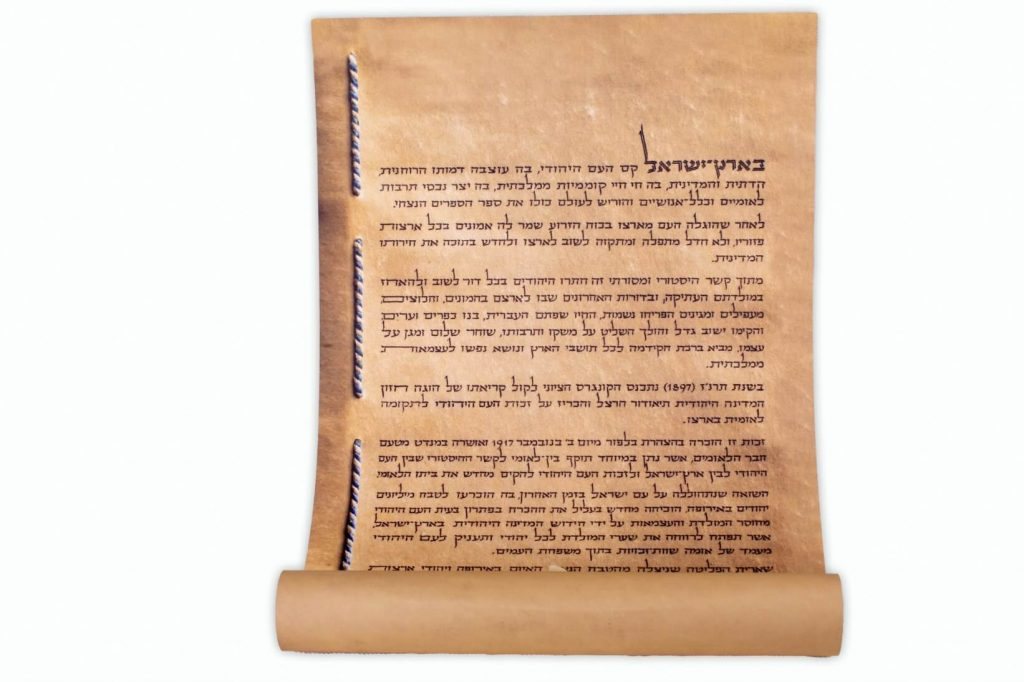 בארץ־ישראל קם העם היהודי, בה עוצבה דמותו הרוחנית,
הדתית והמדינית, בה חי חיי קוממיות ממלכתית, בה יצר נכסי תרבות
לאומיים וכלל־אנושיים והוריש לעולם כולו את ספר הספרים הנצחי.
לאחר שהוגלה העם מארצו בכוח הזרוע שמר לה אמונים בכל ארצות
פזוריו, ולא חדל מתפלה ומתקוה לשוב לארצו ולחדש בתוכה את חירותו
המדינית.
מתוך קשר היסטורי ומסורתי זה חתרו היהודים בכל דור לשוב ולהאחז
במולדתם העתיקה, ובדורות האחרונים שבו לארצם בהמונים, וחלוצים,
מעפילים ומגינים הפריחו נשמות, החיו שפתם העברית, בנו כפרים וערים,
והקימו ישוב גדל והולך השליט על משקו ותרבותו, שוחר שלום ומגן על
עצמו, מביא ברכת הקידמה לכל תושבי הארץ ונושא נפשו לעצמאות
ממלכתית.
בשנת תרנ"ז (1897) נתכנס הקונגרס הציוני לקול קריאתו של הוגה חזון
המדינה היהודית תיאודור הרצל והכריז על זכות העם היהודי לתקומה
לאומית בארצו.
זכות זו הוכרה בהצהרת בלפור מיום ב' בנובמבר 1917 ואושרה במנדט מטעם
חבר הלאומים, אשר נתן במיוחד תוקף בין־לאומי לקשר ההיסטורי שבין העם
היהודי לבין ארץ־ישראל ולזכות העם היהודי להקים מחדש את ביתו הלאומי.
השואה שנתחוללה על עם ישראל בזמן האחרון, בה הוכרעו לטבח מיליונים
יהודים באירופה, הוכיחה מחדש בעליל את ההכרח בפתרון בעית העם היהודי
מחוסר המולדת והעצמאות על ידי חידוש המדינה היהודית בארץ־ישראל,
אשר תפתח לרווחה את שערי המולדת לכל יהודי ותעניק לעם היהודי
מעמד של אומה שוות־זכויות בתוך משפחת העמים.
שארית הפליטה שניצלה מהטבח האיום באירופה ויהודי ארצות